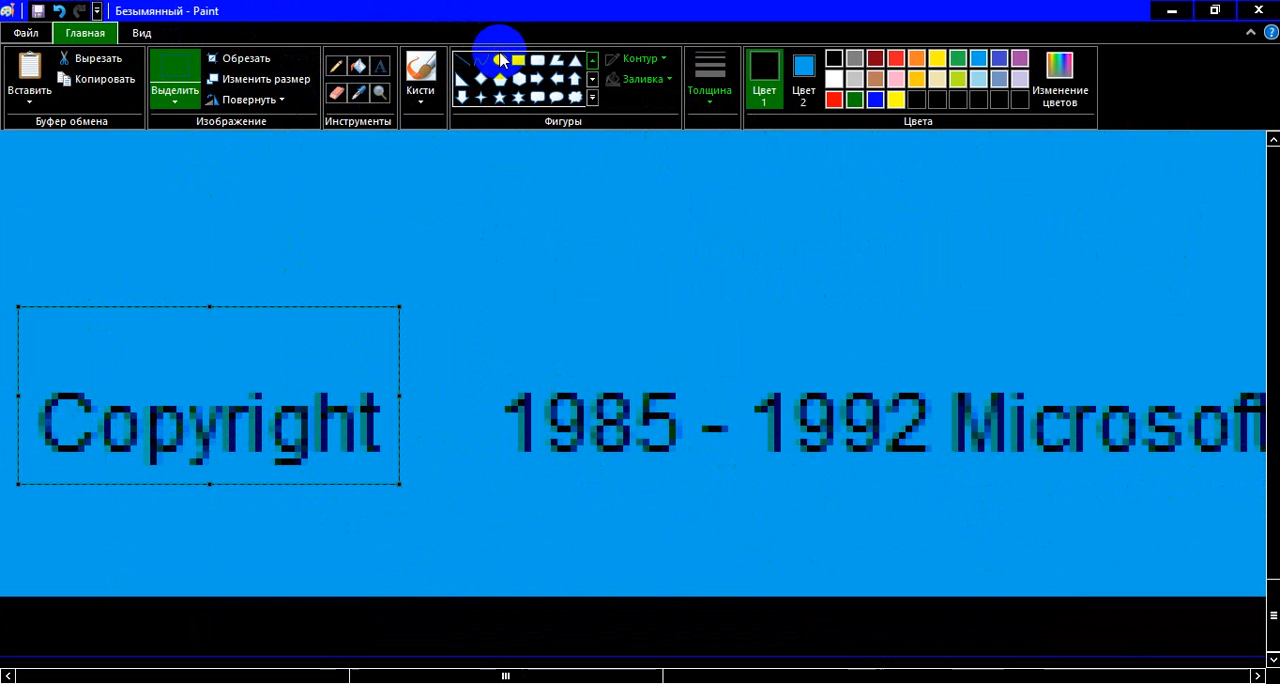 Безымянный - Paint
Файл Главная Вид
Вставить
Вырезать
Копировать
Буфер обмена
Выделить
Обрезать
Изменить размер
Повернуть
Изображение
Инструменты
Кисти
Фигуры
Контур
Заливка
Толщина
Цвет 1
Цвет 2
Изменение цветов
Цвета
Copyright 1985 - 1992 Microsoft